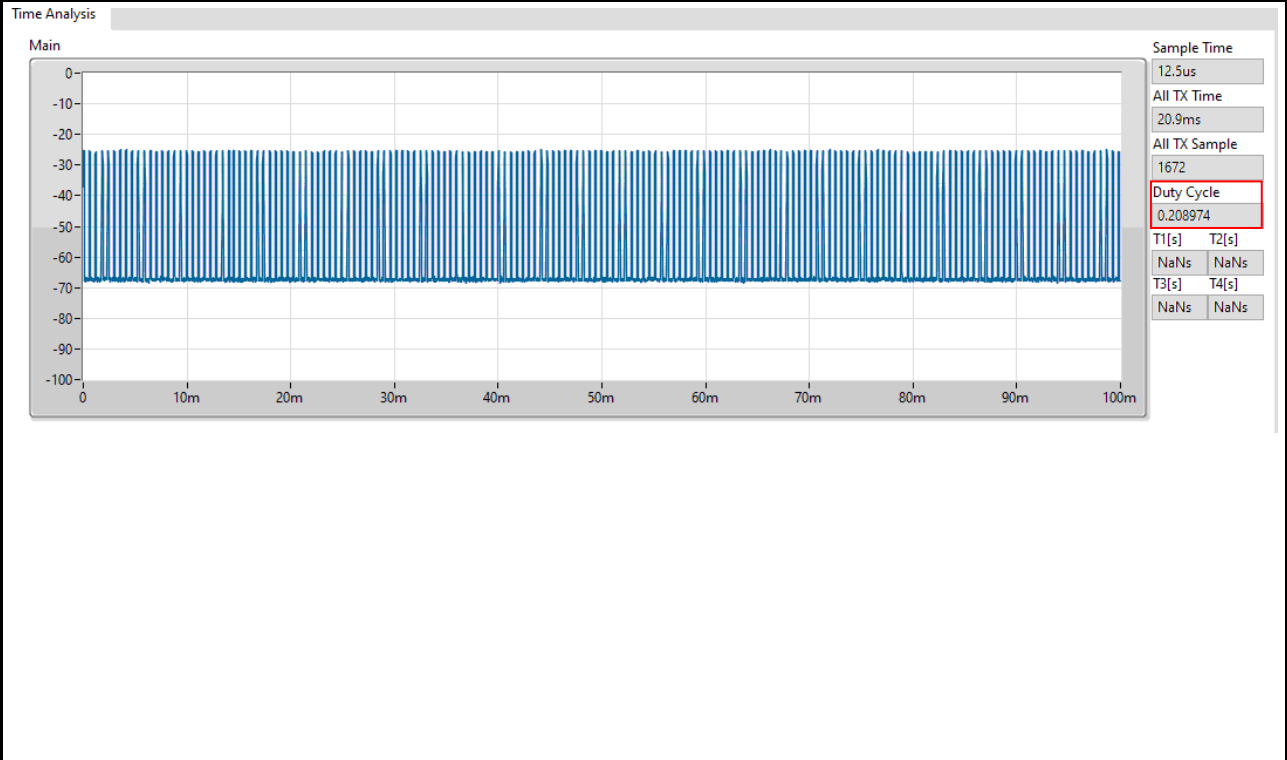 Time Analysis
Main
Sample Time
12.5us
All TX Time
20.9ms
All TX Sample
1672
Duty Cycle
0.208974
T1[s] T2[s]
NaNs NaNs
T3[s] T4[s]
NaNs NaNs
0
-10
-20
-30
-40
-50
-60
-70
-80
-90
-100
0 10m 20m 30m 40m 50m 60m 70m 80m 90m 100m